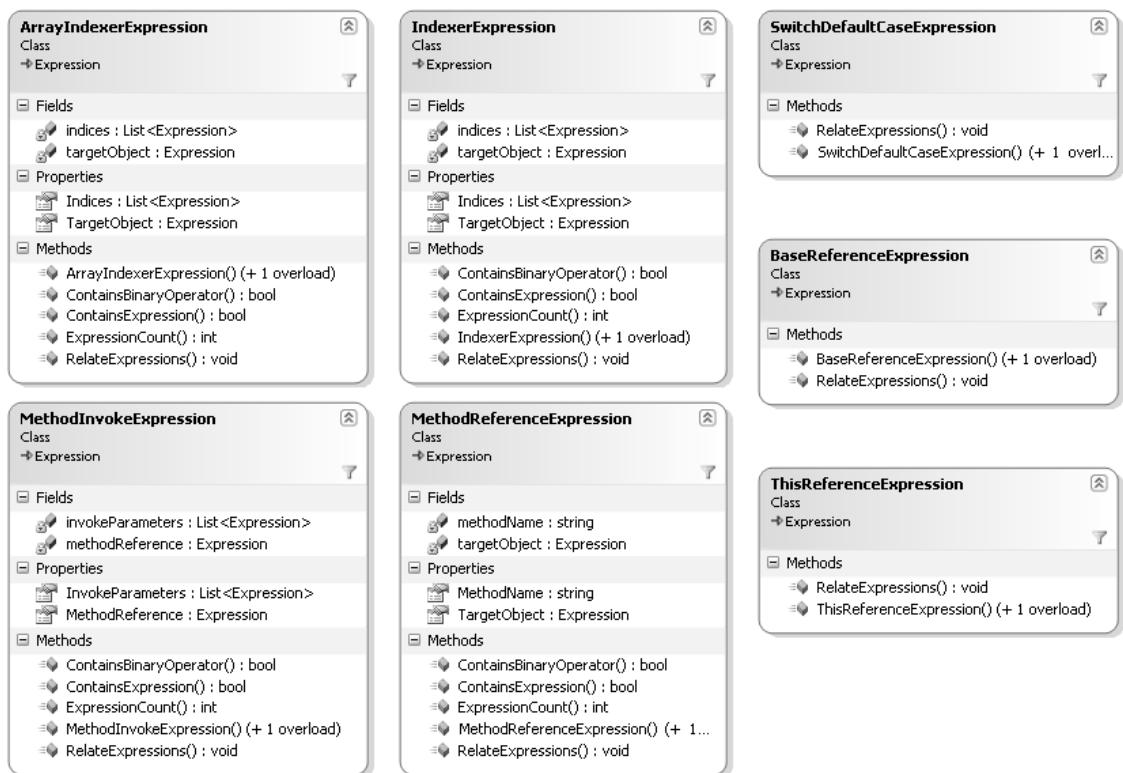 ArrayIndexerExpression
Class
Expression
Fields
indices : List<Expression>
targetObject : Expression
Properties
Indices : List<Expression>
TargetObject : Expression
Methods
ArrayIndexerExpression() (+ 1 overload)
ContainsBinaryOperator() : bool
ContainsExpression() : bool
ExpressionCount() : int
RelateExpressions() : void
IndexerExpression
Class
Expression
Fields
indices : List<Expression>
targetObject : Expression
Properties
Indices : List<Expression>
TargetObject : Expression
Methods
ContainsBinaryOperator() : bool
ContainsExpression() : bool
ExpressionCount() : int
IndexerExpression() (+ 1 overload)
RelateExpressions() : void
SwitchDefaultCaseExpression
Class
Expression
Methods
RelateExpressions() : void
SwitchDefaultCaseExpression() (+ 1 overl...
BaseReferenceExpression
Class
Expression
Methods
BaseReferenceExpression() (+ 1 overload)
RelateExpressions() : void
MethodInvokeExpression
Class
Expression
Fields
invokeParameters : List<Expression>
methodReference : Expression
Properties
InvokeParameters : List<Expression>
MethodReference : Expression
Methods
ContainsBinaryOperator() : bool
ContainsExpression() : bool
ExpressionCount() : int
MethodInvokeExpression() (+ 1 overload)
RelateExpressions() : void
MethodReferenceExpression
Class
Expression
Fields
methodName : string
targetObject : Expression
Properties
MethodName : string
TargetObject : Expression
Methods
ContainsBinaryOperator() : bool
ContainsExpression() : bool
ExpressionCount() : int
MethodReferenceExpression() (+ 1...
RelateExpressions() : void
ThisReferenceExpression
Class
Expression
Methods
RelateExpressions() : void
ThisReferenceExpression() (+ 1 overload)